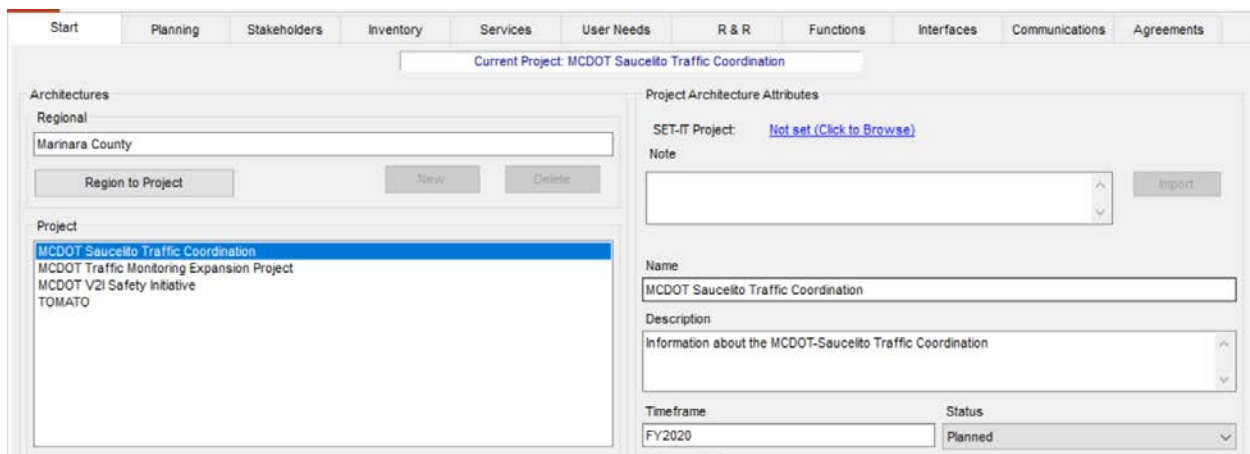 Start Planning Stakeholders Inventory Services User Needs R & R Functions Interfaces Communications Agreements
Current Project: MCDOT Saucelito Traffic Coordination
Architectures
Regional
Marinara County
Region to Project New Delete
Project
MCDOT Saucelito Traffic Coordination
MCDOT Traffic Monitoring Expansion Project
MCDOT V2I Safety Initiative
TOMATO
Project Architecture Attributes
SET-IT Project: Not set (Click to Browse)
Note
Import
Name
MCDOT Saucelito Traffic Coordination
Description
Information about the MCDOT-Saucelito Traffic Coordination
Timeframe Status
FY2020 Planned